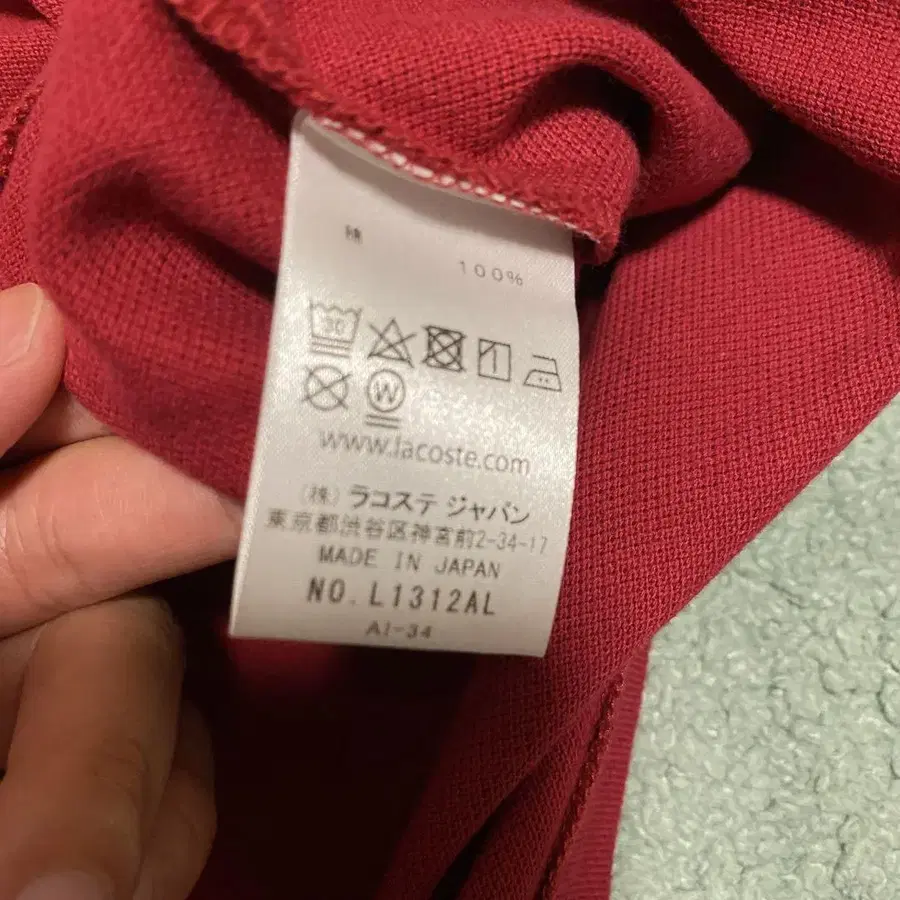 綿
100%
30
W
www.lacoste.com
(株) ラコステ ジャパン
東京都渋谷区神宮前2-34-17
MADE IN JAPAN
NO. L1312AL
AI-34